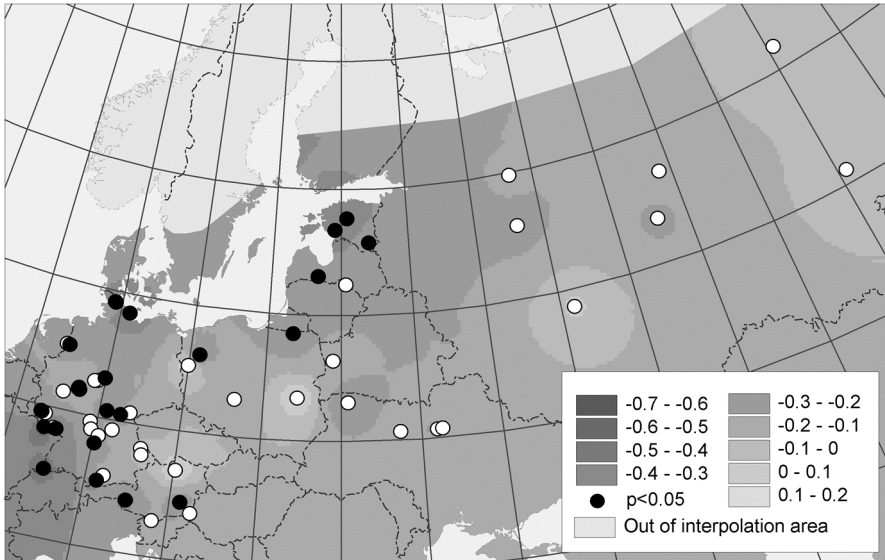 -0.7 - -0.6
-0.6 - -0.5
-0.5 - -0.4
-0.4 - -0.3
p<0.05
-0.3 - -0.2
-0.2 - -0.1
-0.1 - 0
0 - 0.1
0.1 - 0.2
Out of interpolation area